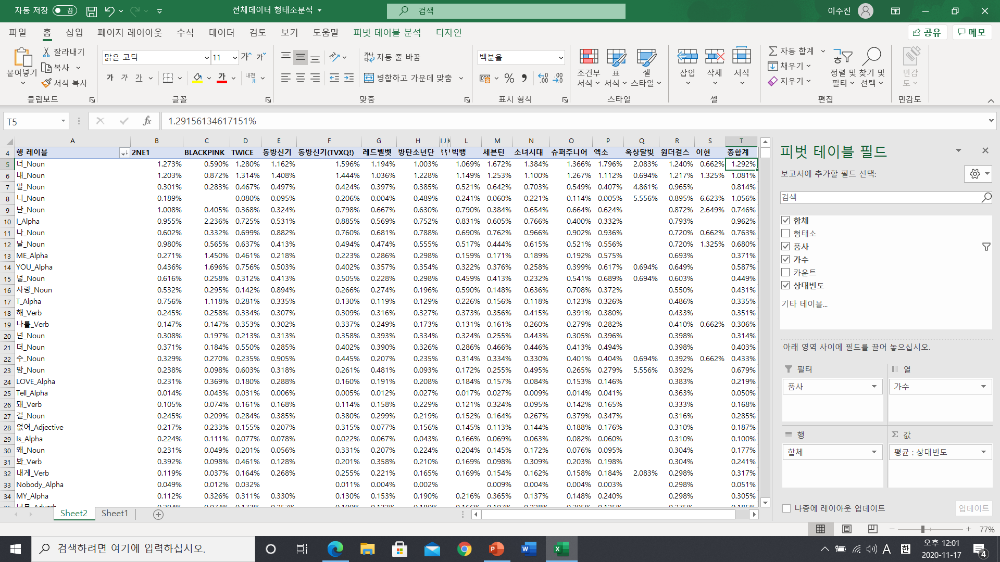 자동 저장 끔 전체데이터 형태소분석 검색 이수진
파일 홈 삽입 페이지 레이아웃 수식 데이터 검토 보기 도움말 피벗 테이블 분석 디자인 공유 메모
붙여넣기 잘라내기 복사 서식 복사 클립보드
맑은 고딕 11 가 가 가 가 가 가 내천 글꼴
자동 줄 바꿈 병합하고 가운데 맞춤 맞춤
백분율 % 표시 형식
조건부 서식 표 서식 셀 스타일 스타일
삽입 삭제 서식 셀
자동 합계 채우기 지우기 정렬 및 필터 찾기 및 선택 편집
민감도 민감도
T5 fx 1.29156134617151%
A B C D E F G H I J K L M N O P Q R S T
4 행 레이블 2NE1 BLACKPINK TWICE 동방신기 동방신기(TVXQ!) 레드벨벳 방탄소년단 빅뱅 세븐틴 소녀시대 슈퍼주니어 엑소 옥상달빛 원더걸스 이현 총합계
5 너_Noun 1.273% 0.590% 1.280% 1.162% 1.596% 1.194% 1.003% 1.069% 1.672% 1.384% 1.366% 1.796% 2.083% 1.240% 0.662% 1.292%
6 내_Noun 1.203% 0.872% 1.314% 1.408% 1.444% 1.036% 1.228% 1.149% 1.253% 1.100% 1.267% 1.112% 0.694% 1.217% 1.325% 1.081%
7 말_Noun 0.301% 0.283% 0.467% 0.497% 0.424% 0.397% 0.385% 0.521% 0.642% 0.703% 0.549% 0.407% 4.861% 0.965% 0.814%
8 니_Noun 0.189% 0.080% 0.095% 0.206% 0.004% 0.489% 0.241% 0.060% 0.221% 0.114% 0.005% 5.556% 0.895% 6.623% 1.056%
9 난_Noun 1.008% 0.405% 0.368% 0.324% 0.798% 0.667% 0.630% 0.790% 0.384% 0.654% 0.664% 0.624% 0.872% 2.649% 0.746%
10 I_Alpha 0.955% 2.236% 0.725% 0.531% 0.885% 0.569% 0.752% 0.831% 0.605% 0.766% 0.400% 0.332% 0.793% 0.962%
11 나_Noun 0.602% 0.332% 0.699% 0.882% 0.760% 0.681% 0.788% 0.690% 0.762% 0.966% 0.902% 0.936% 0.720% 0.662% 0.763%
12 날_Noun 0.980% 0.565% 0.637% 0.413% 0.494% 0.474% 0.555% 0.517% 0.444% 0.615% 0.521% 0.556% 0.720% 1.325% 0.680%
13 ME_Alpha 0.271% 1.450% 0.461% 0.218% 0.223% 0.286% 0.298% 0.159% 0.171% 0.189% 0.192% 0.575% 0.693% 0.371%
14 YOU_Alpha 0.436% 1.696% 0.756% 0.503% 0.402% 0.357% 0.354% 0.322% 0.376% 0.258% 0.399% 0.617% 0.694% 0.649% 0.587%
15 널_Noun 0.616% 0.258% 0.312% 0.413% 0.505% 0.228% 0.298% 0.459% 0.413% 0.232% 0.541% 0.689% 0.694% 0.603% 0.449%
16 사랑_Noun 0.532% 0.295% 0.142% 0.894% 0.266% 0.274% 0.196% 0.590% 0.148% 0.636% 0.708% 0.372% 0.550% 0.431%
17 T_Alpha 0.756% 1.118% 0.281% 0.335% 0.130% 0.119% 0.129% 0.226% 0.156% 0.118% 0.123% 0.326% 0.486% 0.335%
18 해_Verb 0.245% 0.258% 0.334% 0.307% 0.309% 0.316% 0.327% 0.373% 0.356% 0.415% 0.391% 0.380% 0.433% 0.351%
19 나를_Verb 0.147% 0.147% 0.353% 0.302% 0.337% 0.249% 0.173% 0.131% 0.161% 0.260% 0.279% 0.282% 0.410% 0.662% 0.306%
20 넌_Noun 0.308% 0.197% 0.213% 0.313% 0.358% 0.393% 0.334% 0.324% 0.255% 0.443% 0.305% 0.396% 0.398% 0.314%
21 더_Noun 0.371% 0.184% 0.550% 0.285% 0.402% 0.390% 0.326% 0.286% 0.466% 0.446% 0.413% 0.494% 0.398% 0.403%
22 수_Noun 0.329% 0.270% 0.235% 0.905% 0.445% 0.207% 0.235% 0.314% 0.334% 0.330% 0.401% 0.404% 0.694% 0.392% 0.662% 0.433%
23 맘_Noun 0.238% 0.098% 0.603% 0.318% 0.261% 0.481% 0.093% 0.172% 0.255% 0.495% 0.265% 0.279% 5.556% 0.392% 0.679%
24 LOVE_Alpha 0.231% 0.369% 0.180% 0.288% 0.160% 0.191% 0.208% 0.184% 0.157% 0.084% 0.153% 0.146% 0.383% 0.219%
25 Tell_Alpha 0.014% 0.043% 0.031% 0.006% 0.005% 0.012% 0.027% 0.017% 0.027% 0.009% 0.014% 0.041% 0.363% 0.050%
26 돼_Verb 0.105% 0.074% 0.161% 0.168% 0.114% 0.158% 0.229% 0.121% 0.324% 0.095% 0.142% 0.165% 0.333% 0.168%
27 걸_Noun 0.245% 0.209% 0.284% 0.385% 0.380% 0.299% 0.219% 0.152% 0.164% 0.267% 0.379% 0.347% 0.316% 0.285%
28 없어_Adjective 0.217% 0.233% 0.155% 0.207% 0.315% 0.077% 0.156% 0.145% 0.113% 0.144% 0.188% 0.176% 0.310% 0.187%
29 Is_Alpha 0.224% 0.111% 0.077% 0.078% 0.022% 0.067% 0.043% 0.166% 0.069% 0.063% 0.082% 0.060% 0.310% 0.100%
30 왜_Noun 0.231% 0.049% 0.201% 0.056% 0.331% 0.207% 0.224% 0.204% 0.145% 0.172% 0.076% 0.095% 0.304% 0.177%
31 봐_Verb 0.392% 0.098% 0.461% 0.128% 0.201% 0.358% 0.210% 0.169% 0.098% 0.309% 0.203% 0.198% 0.304% 0.241%
32 내게_Verb 0.119% 0.037% 0.164% 0.268% 0.255% 0.221% 0.165% 0.169% 0.154% 0.162% 0.158% 0.184% 2.083% 0.298% 0.317%
33 Nobody_Alpha 0.049% 0.012% 0.032% 0.011% 0.004% 0.002% 0.009% 0.004% 0.004% 0.003% 0.298% 0.051%
34 MY_Alpha 0.112% 0.326% 0.311% 0.330% 0.130% 0.153% 0.190% 0.216% 0.365% 0.137% 0.148% 0.240% 0.298% 0.305%
피벗 테이블 필드
보고서에 추가할 필드 선택:
검색
합체
형태소
품사
가수
카운트
상대빈도
기타 테이블...
아래 영역 사이에 필드를 끌어 놓으십시오.
필터 열
품사 가수
행 Σ 값
합체 평균 : 상대빈도
나중에 레이아웃 업데이트 업데이트
Sheet2 Sheet1
77%
검색하려면 여기에 입력하십시오.
A 한 오후 12:01
2020-11-17
4